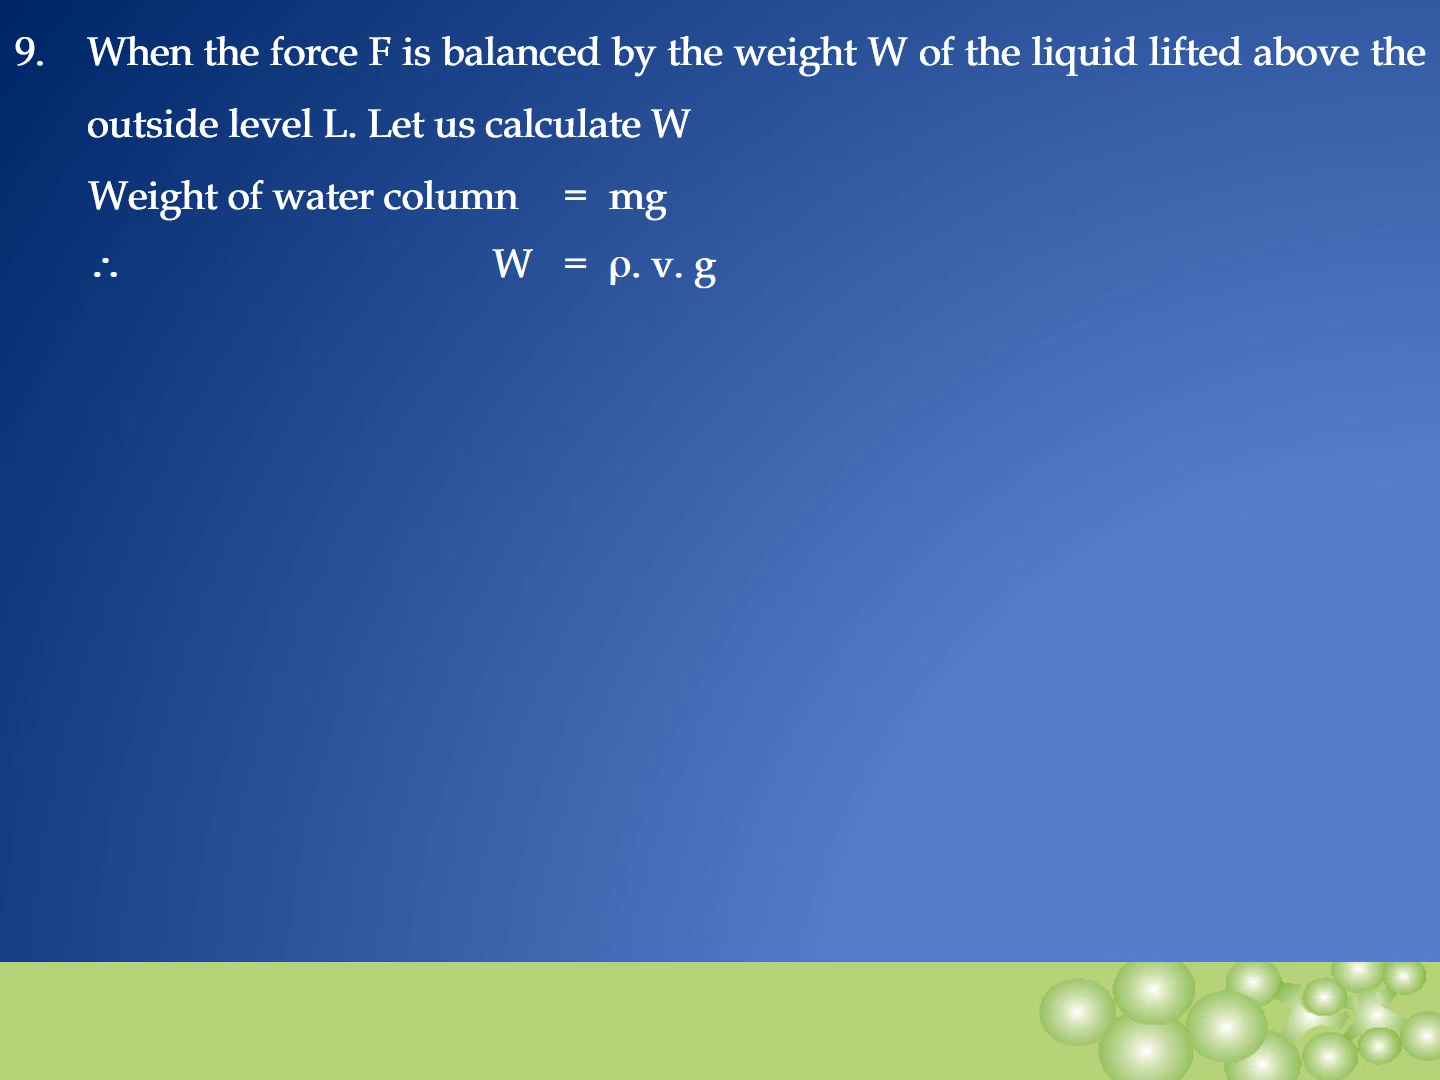 9. When the force F is balanced by the weight W of the liquid lifted above the
outside level L. Let us calculate W
Weight of water column = mg
∴ W = ρ. v. g